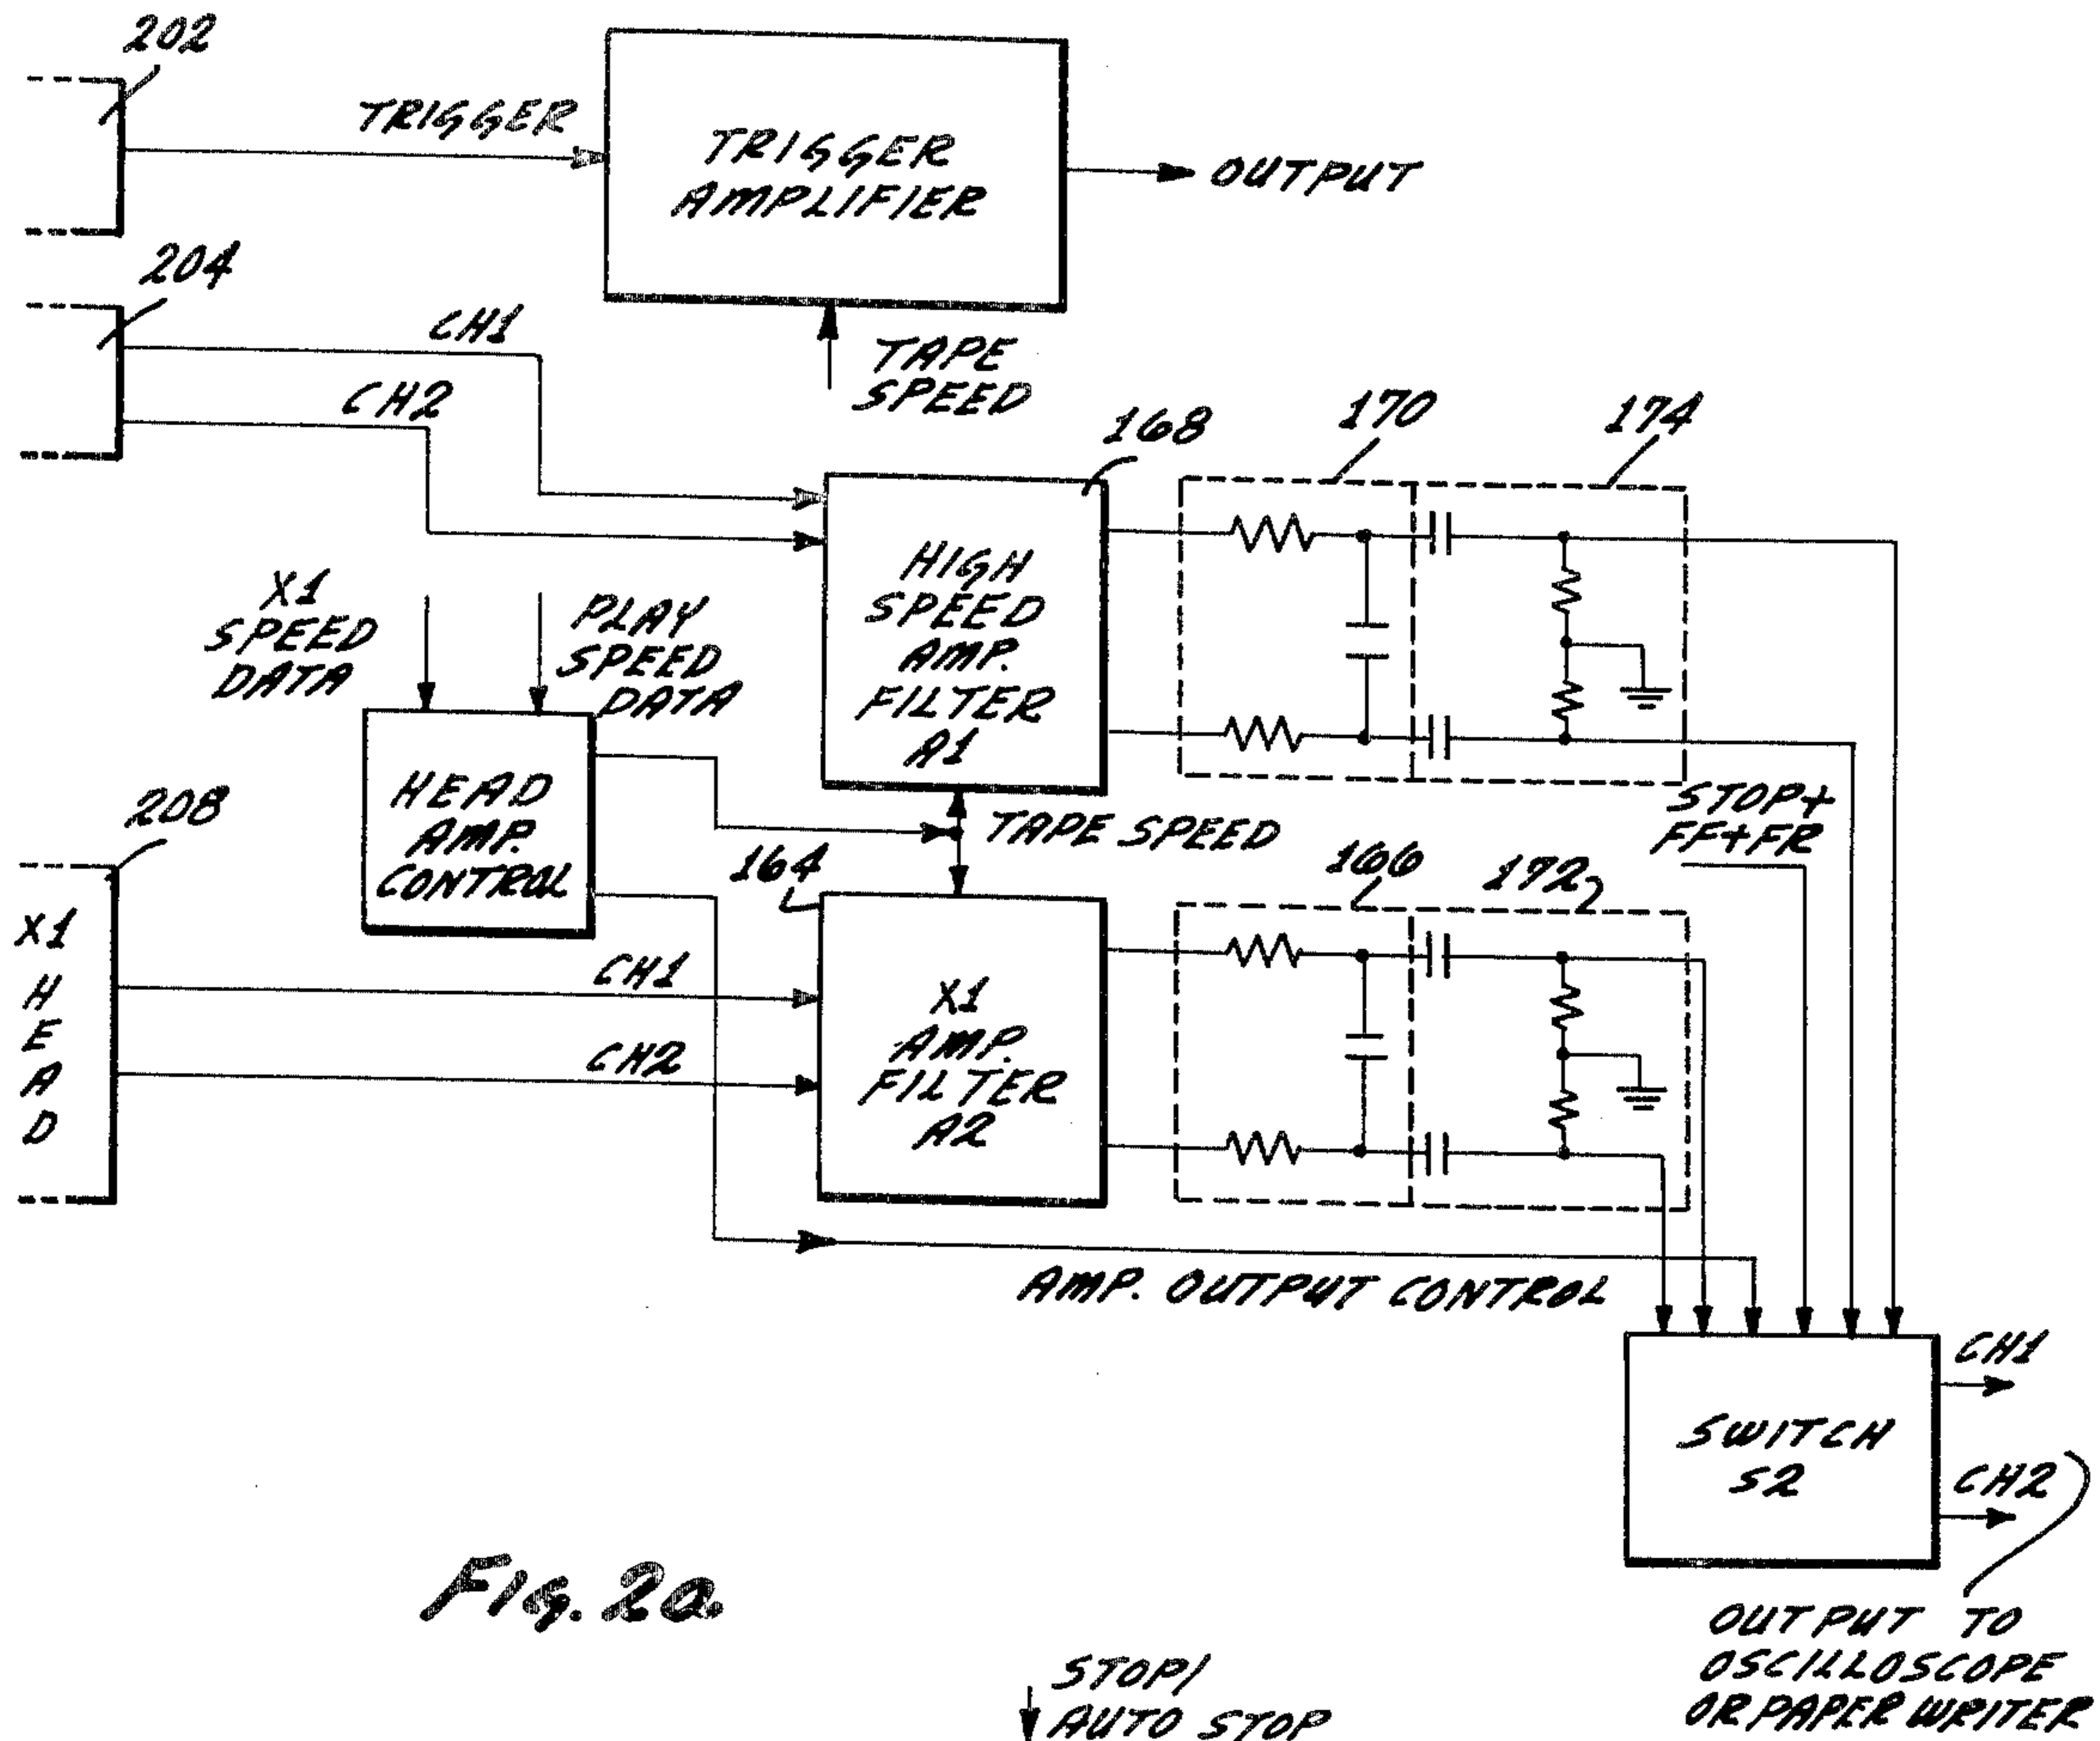 202
TRIGGER
TRIGGER
AMPLIFIER
OUTPUT
204
CH1
CH2
TAPE
SPEED
168
170
174
HIGH
SPEED
AMP.
FILTER
A1
X1
SPEED
DATA
PLAY
SPEED
DATA
HEAD
AMP.
CONTROL
TAPE SPEED
STOP+
FF+FR
208
164
166
172
X1
H
E
A
D
CH1
CH2
X1
AMP.
FILTER
A2
AMP. OUTPUT CONTROL
SWITCH
S2
CH1
CH2
FIG. 2a.
OUTPUT TO
OSCILLOSCOPE
OR PAPER WRITER
STOP/
AUTO STOP